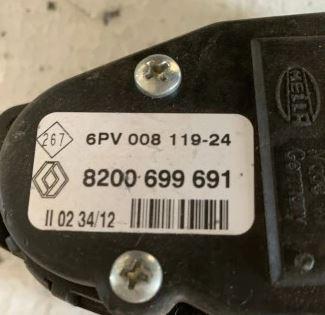 267
6PV 008 119-24
8200 699 691
II 02 34/12
HELLA
Germany